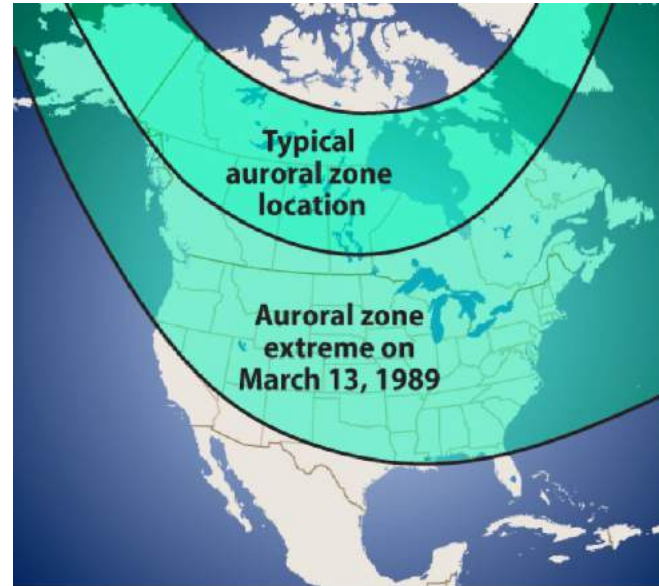 Typical
auroral zone
location
Auroral zone
extreme on
March 13, 1989